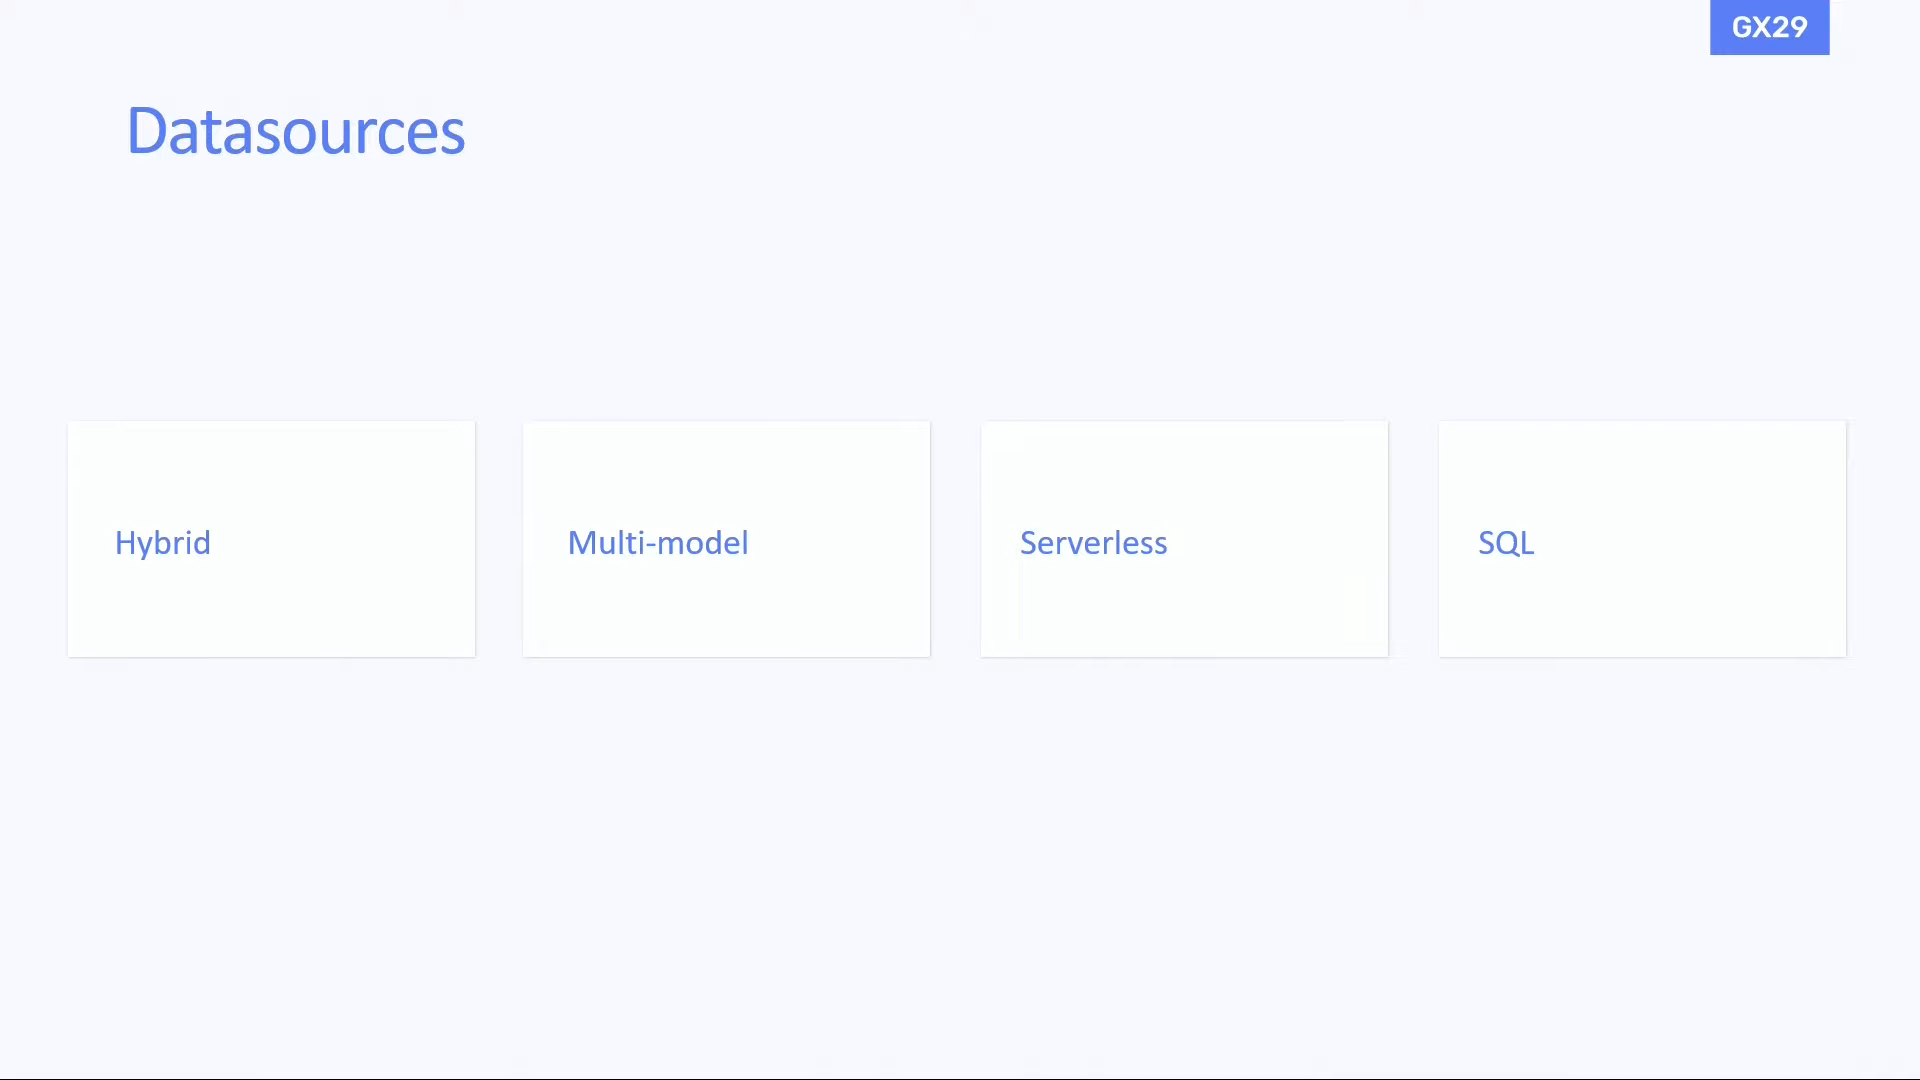 GX29
Datasources
Hybrid
Multi-model
Serverless
SQL